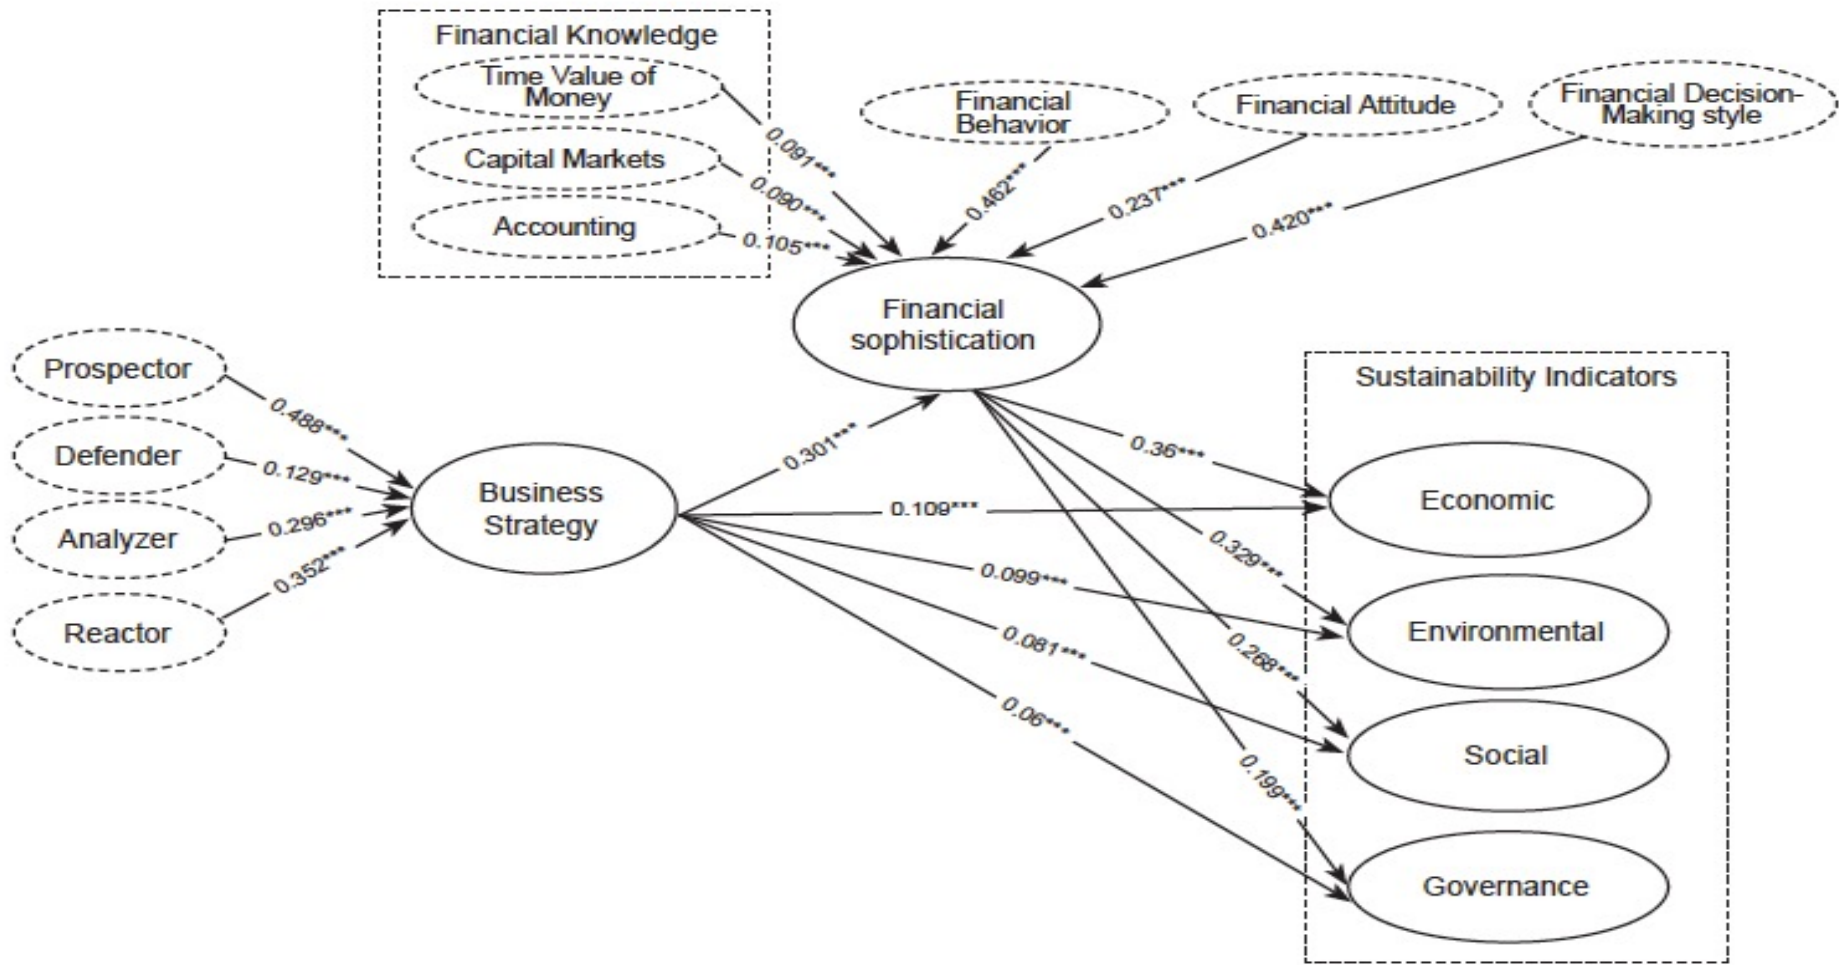 Financial Knowledge
Time Value of
Money
Capital Markets
Accounting
0.091***
0.090***
0.105***
Financial
Behavior
Financial Attitude
Financial Decision-
Making style
0.462***
0.237***
0.420***
Financial
sophistication
Prospector
Defender
Analyzer
Reactor
0.488***
0.129***
0.296***
0.352***
Business
Strategy
0.301***
0.109***
0.099***
0.081***
0.06***
0.36***
0.329***
0.268***
0.199***
Sustainability Indicators
Economic
Environmental
Social
Governance